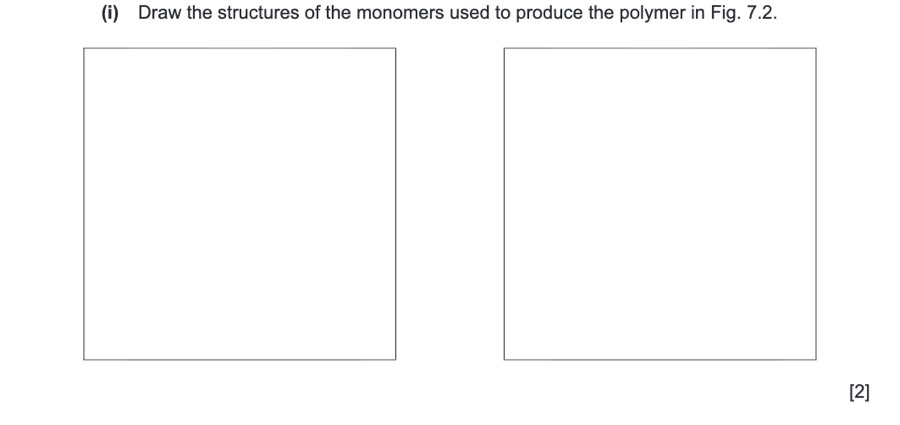 (i) Draw the structures of the monomers used to produce the polymer in Fig. 7.2.
[2]